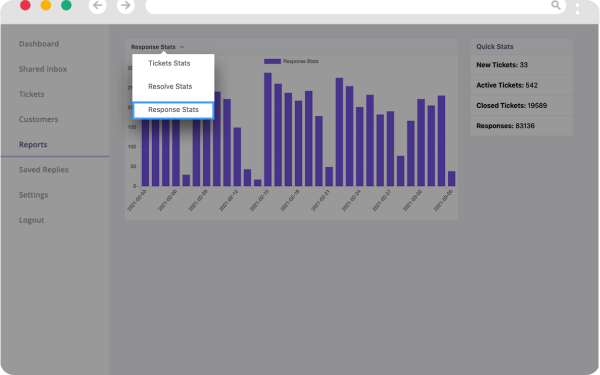 Dashboard
Shared inbox
Tickets
Customers
Reports
Saved Replies
Settings
Logout
Response Stats
Tickets Stats
Resolve Stats
Response Stats
Response Stats
150
100
50
0
2021-02-03
2021-02-06
2021-02-09
2021-02-12
2021-02-15
2021-02-18
2021-02-21
2021-02-24
2021-02-27
2021-03-02
2021-03-05
Quick Stats
New Tickets: 33
Active Tickets: 542
Closed Tickets: 19589
Responses: 83136